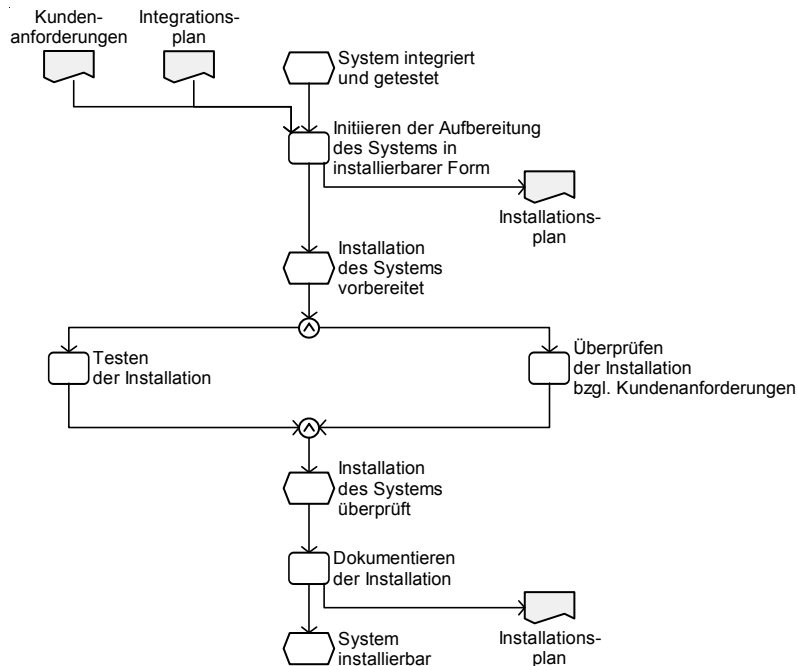 Kunden-
anforderungen
Integrations-
plan
System integriert
und getestet
Initiieren der Aufbereitung
des Systems in
installierbarer Form
Installations-
plan
Installation
des Systems
vorbereitet
Testen
der Installation
Überprüfen
der Installation
bzgl. Kundenanforderungen
Installation
des Systems
überprüft
Dokumentieren
der Installation
Installations-
plan
System
installierbar